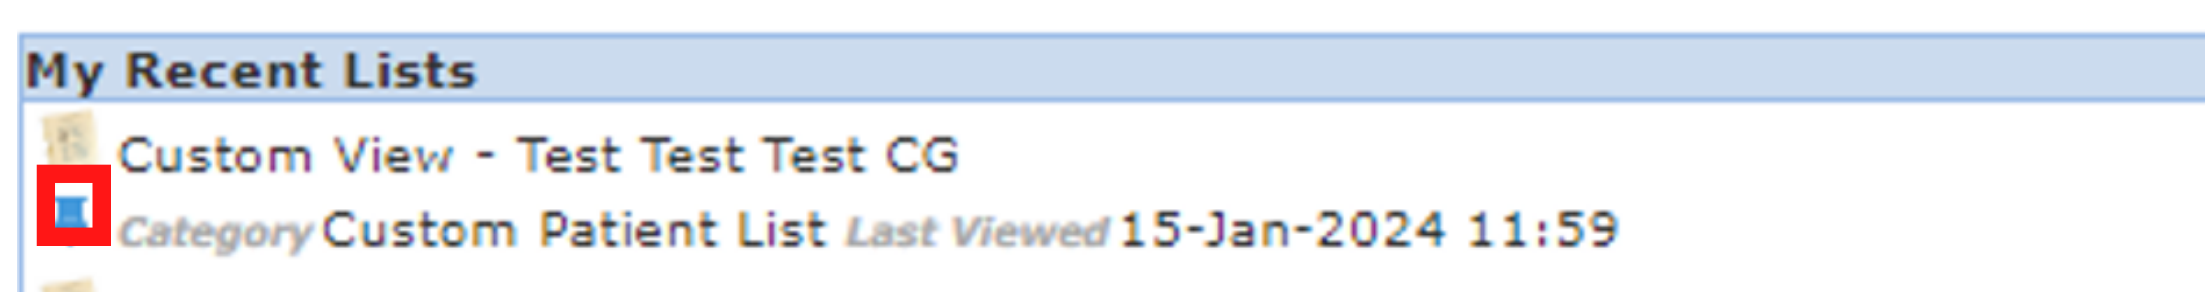 My Recent Lists
Custom View - Test Test Test CG
Category Custom Patient List Last Viewed 15-Jan-2024 11:59